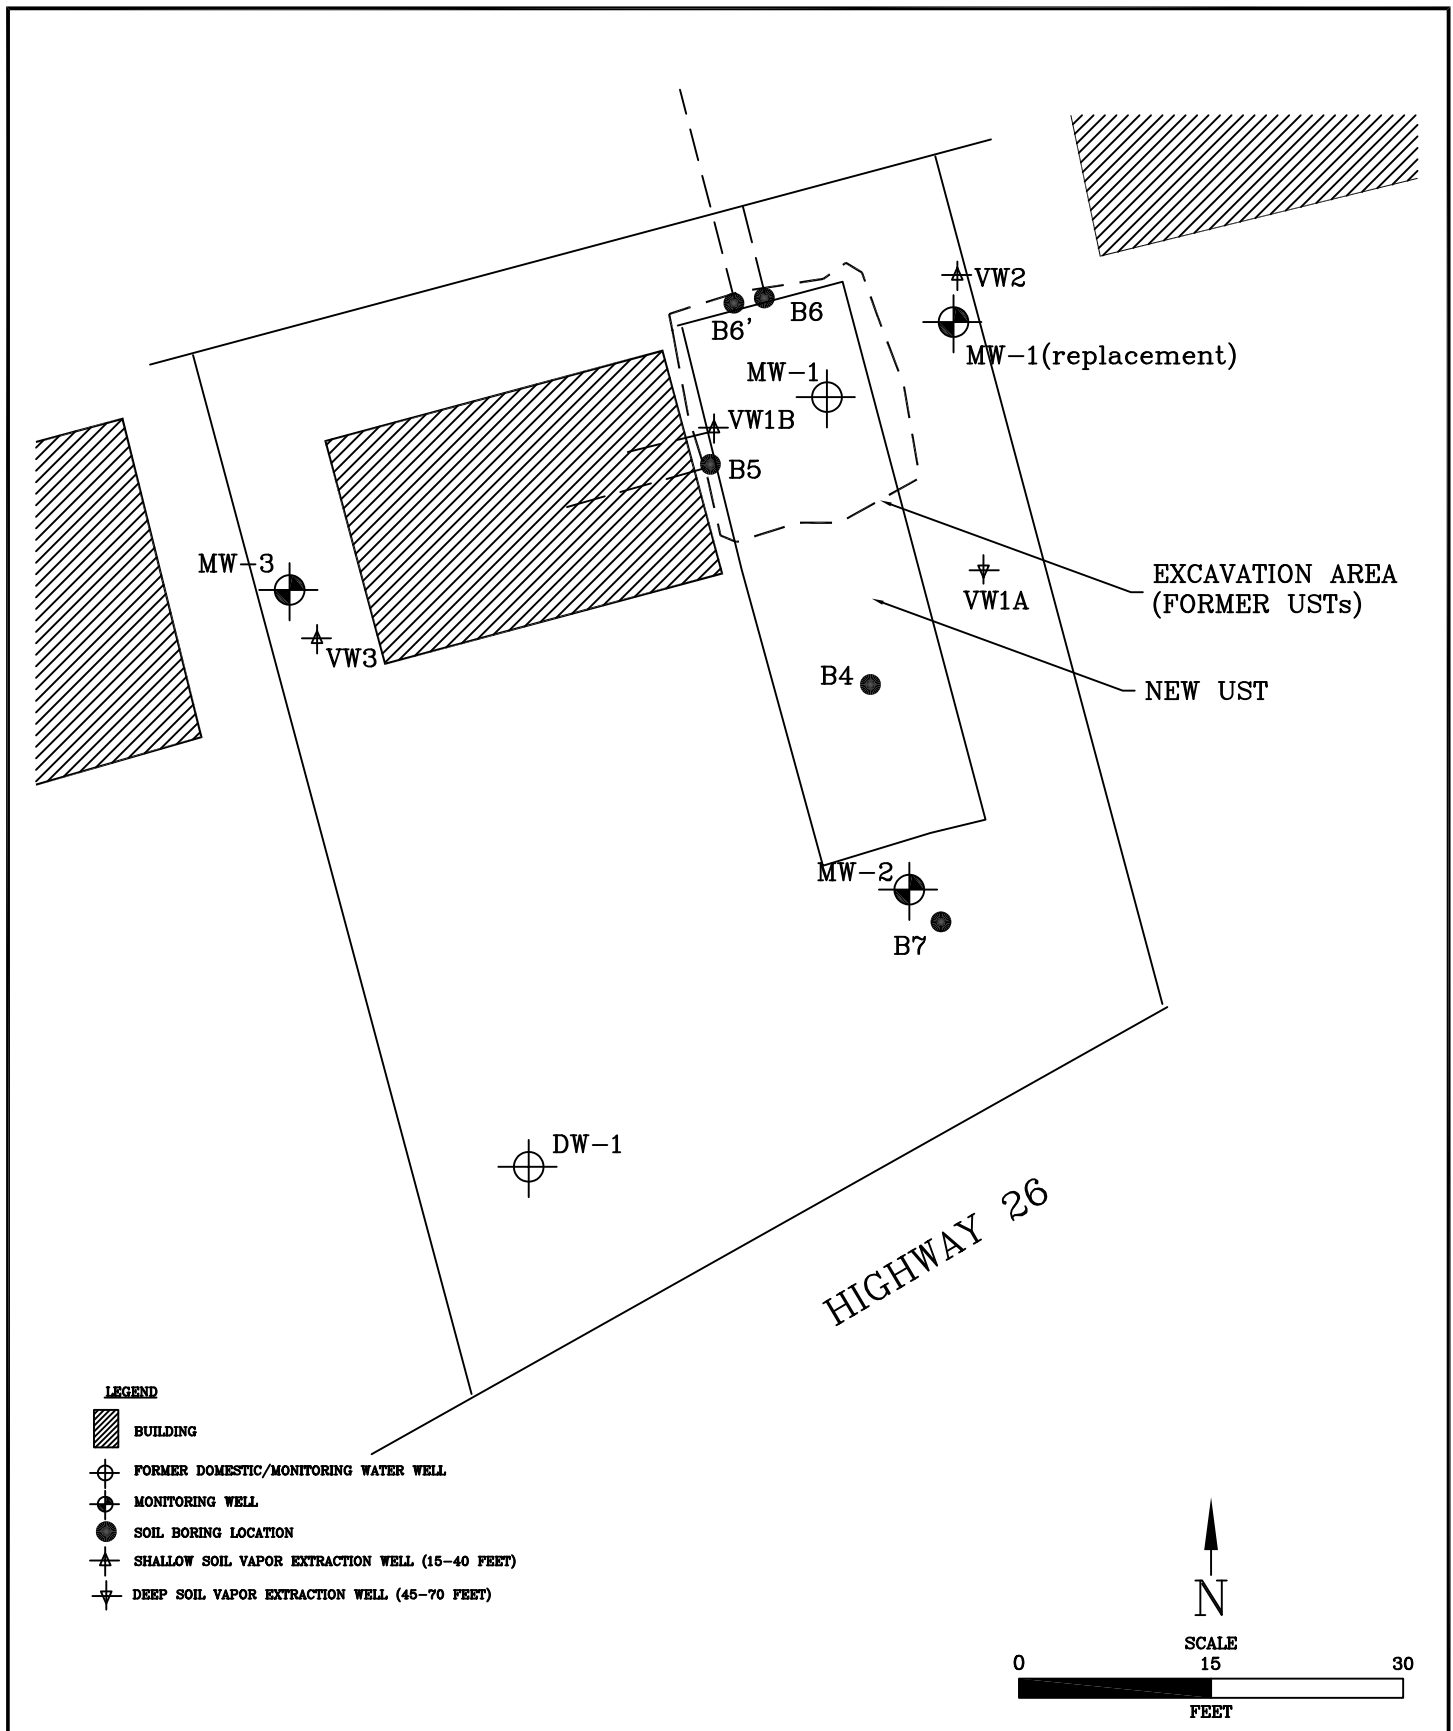 VW2
B6
B6'
MW-1(replacement)
MW-1
VW1B
B5
MW-3
EXCAVATION AREA
(FORMER USTs)
VW1A
VW3
B4
NEW UST
MW-2
B7
DW-1
HIGHWAY 26
LEGEND
BUILDING
FORMER DOMESTIC/MONITORING WATER WELL
MONITORING WELL
SOIL BORING LOCATION
SHALLOW SOIL VAPOR EXTRACTION WELL (15-40 FEET)
DEEP SOIL VAPOR EXTRACTION WELL (45-70 FEET)
N
SCALE
0 15 30
FEET